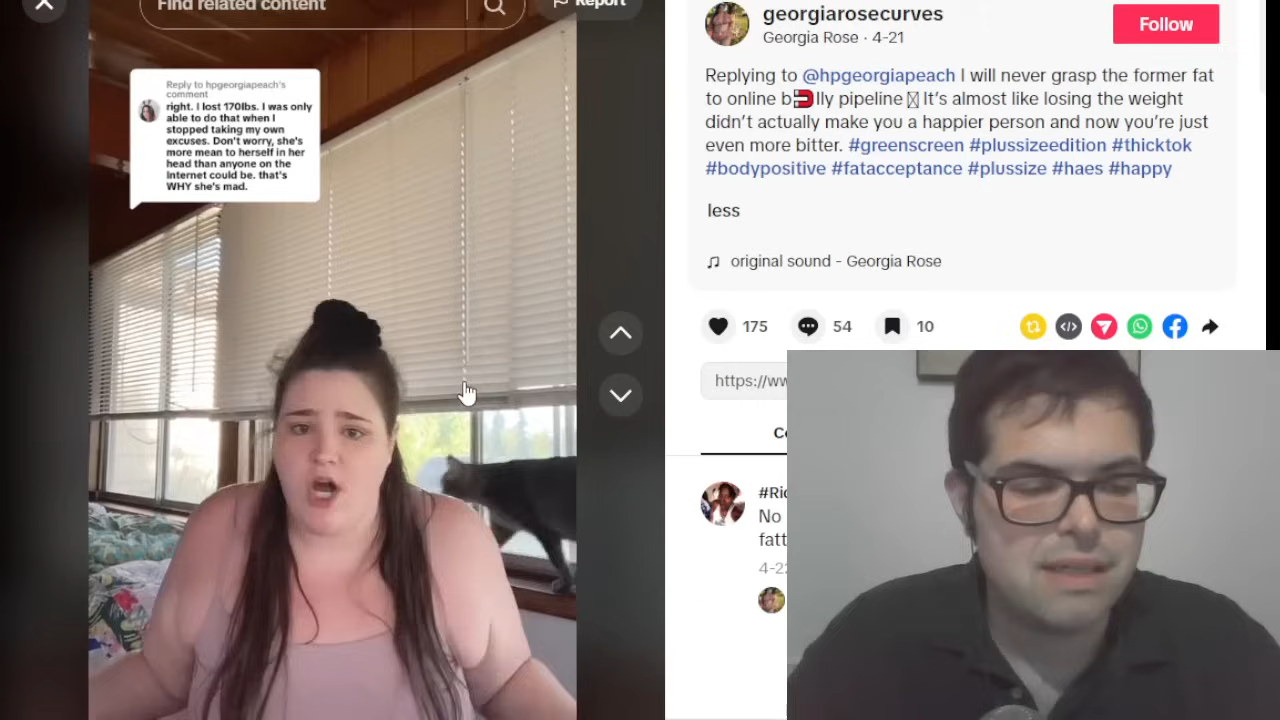 Find related content
Report
Reply to hpgeorgiapeach's
comment
right. I lost 170lbs. I was only
able to do that when I
stopped taking my own
excuses. Don't worry, she's
more mean to herself in her
head than anyone on the
Internet could be. that's
WHY she's mad.
georgiarosecurves
Georgia Rose · 4-21
Follow
Replying to @hpgeorgiapeach I will never grasp the former fat
to online b🧲lly pipeline It's almost like losing the weight
didn't actually make you a happier person and now you're just
even more bitter. #greenscreen #plussizeedition #thicktok
#bodypositive #fatacceptance #plussize #haes #happy
less
♫ original sound - Georgia Rose
175 54 10
https://ww
No
fatt
4-2